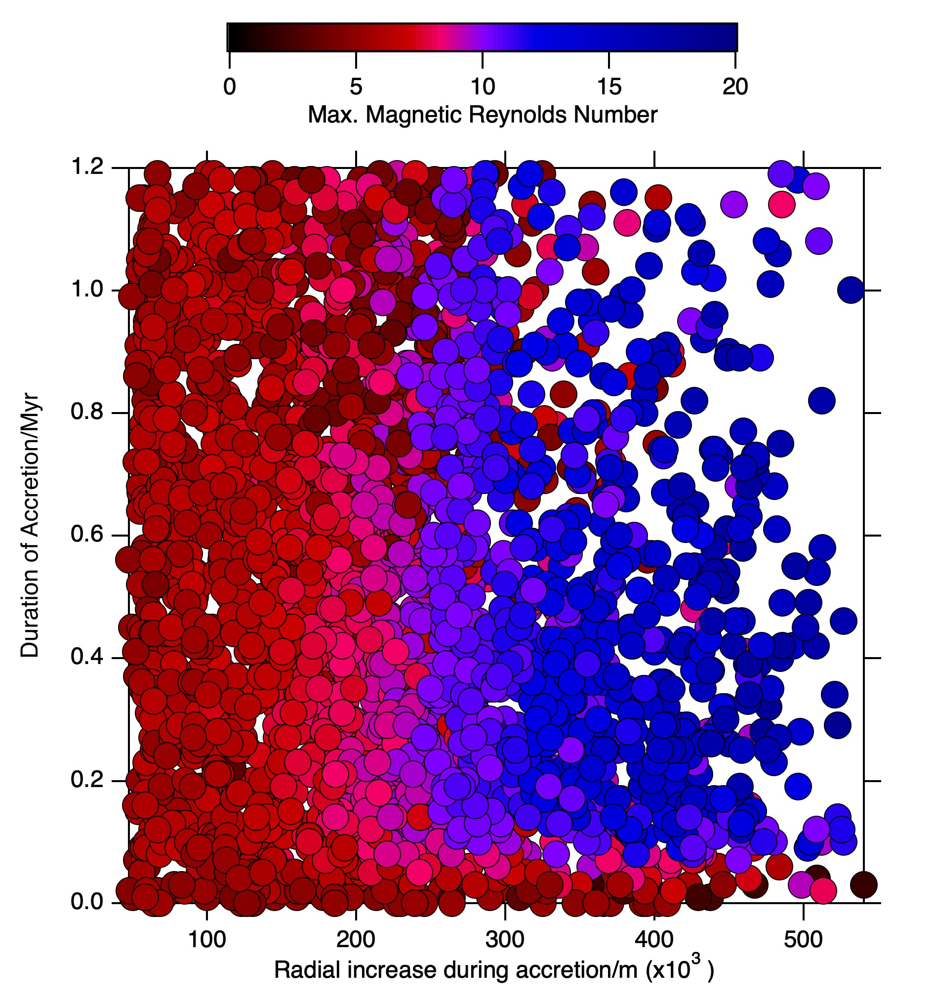 0 5 10 15 20
Max. Magnetic Reynolds Number
1.2
1.0
0.8
0.6
0.4
0.2
0.0
Duration of Accretion/Myr
100 200 300 400 500
Radial increase during accretion/m (x10³ )